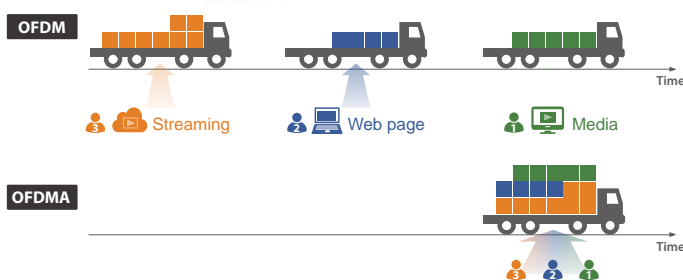 OFDM
Time
3 Streaming
2 Web page
1 Media
OFDMA
Time
3 2 1